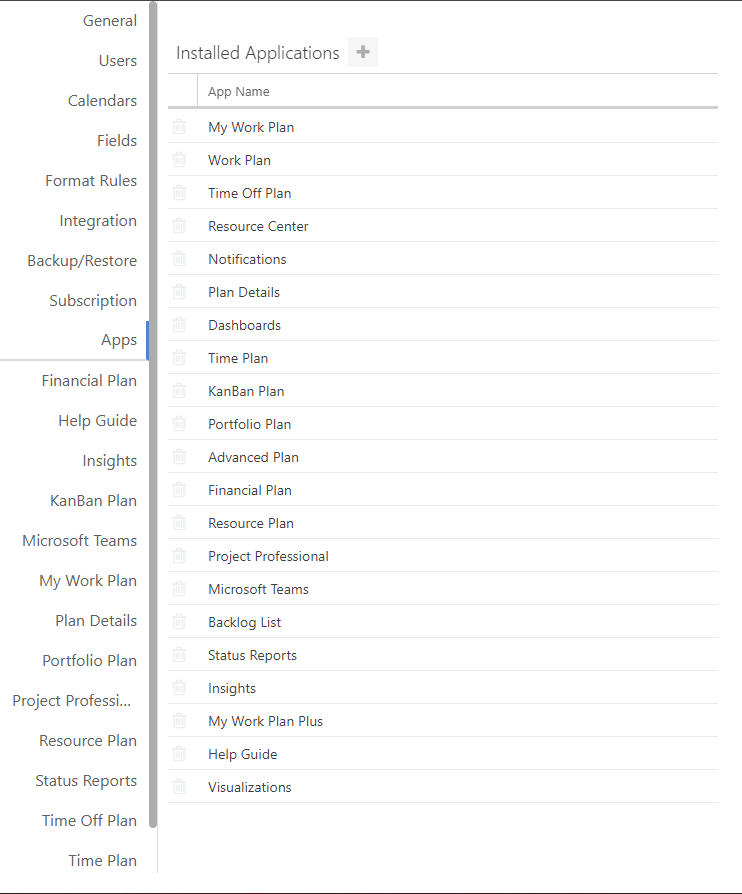 General
Users
Calendars
Fields
Format Rules
Integration
Backup/Restore
Subscription
Apps
Financial Plan
Help Guide
Insights
KanBan Plan
Microsoft Teams
My Work Plan
Plan Details
Portfolio Plan
Project Professi...
Resource Plan
Status Reports
Time Off Plan
Time Plan
Installed Applications
App Name
My Work Plan
Work Plan
Time Off Plan
Resource Center
Notifications
Plan Details
Dashboards
Time Plan
KanBan Plan
Portfolio Plan
Advanced Plan
Financial Plan
Resource Plan
Project Professional
Microsoft Teams
Backlog List
Status Reports
Insights
My Work Plan Plus
Help Guide
Visualizations